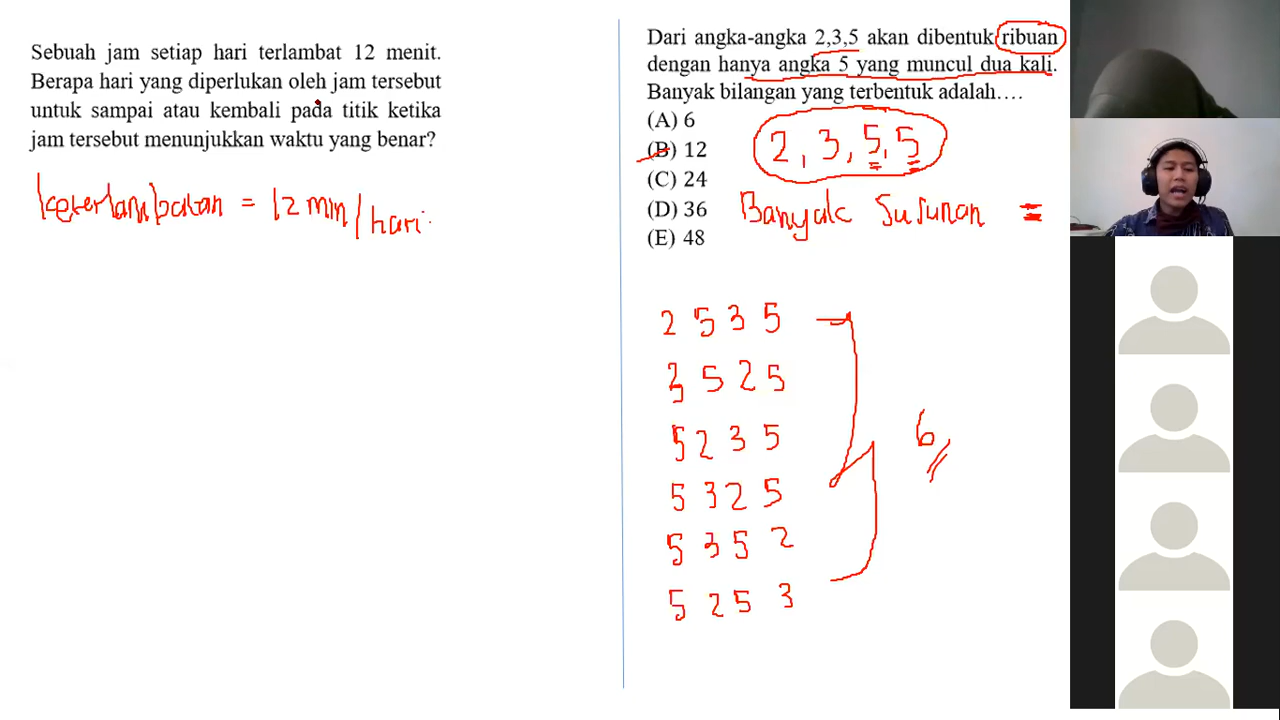 Sebuah jam setiap hari terlambat 12 menit.
Berapa hari yang diperlukan oleh jam tersebut
untuk sampai atau kembali pada titik ketika
jam tersebut menunjukkan waktu yang benar?
keterlambatan = 12 min/hari.
Dari angka-angka 2,3,5 akan dibentuk ribuan
dengan hanya angka 5 yang muncul dua kali.
Banyak bilangan yang terbentuk adalah….
(A) 6
(B) 12
(C) 24
(D) 36
(E) 48
2, 3, 5, 5
Banyak Susunan =
2 5 3 5
3 5 2 5
5 2 3 5
5 3 2 5
5 3 5 2
5 2 5 3
6